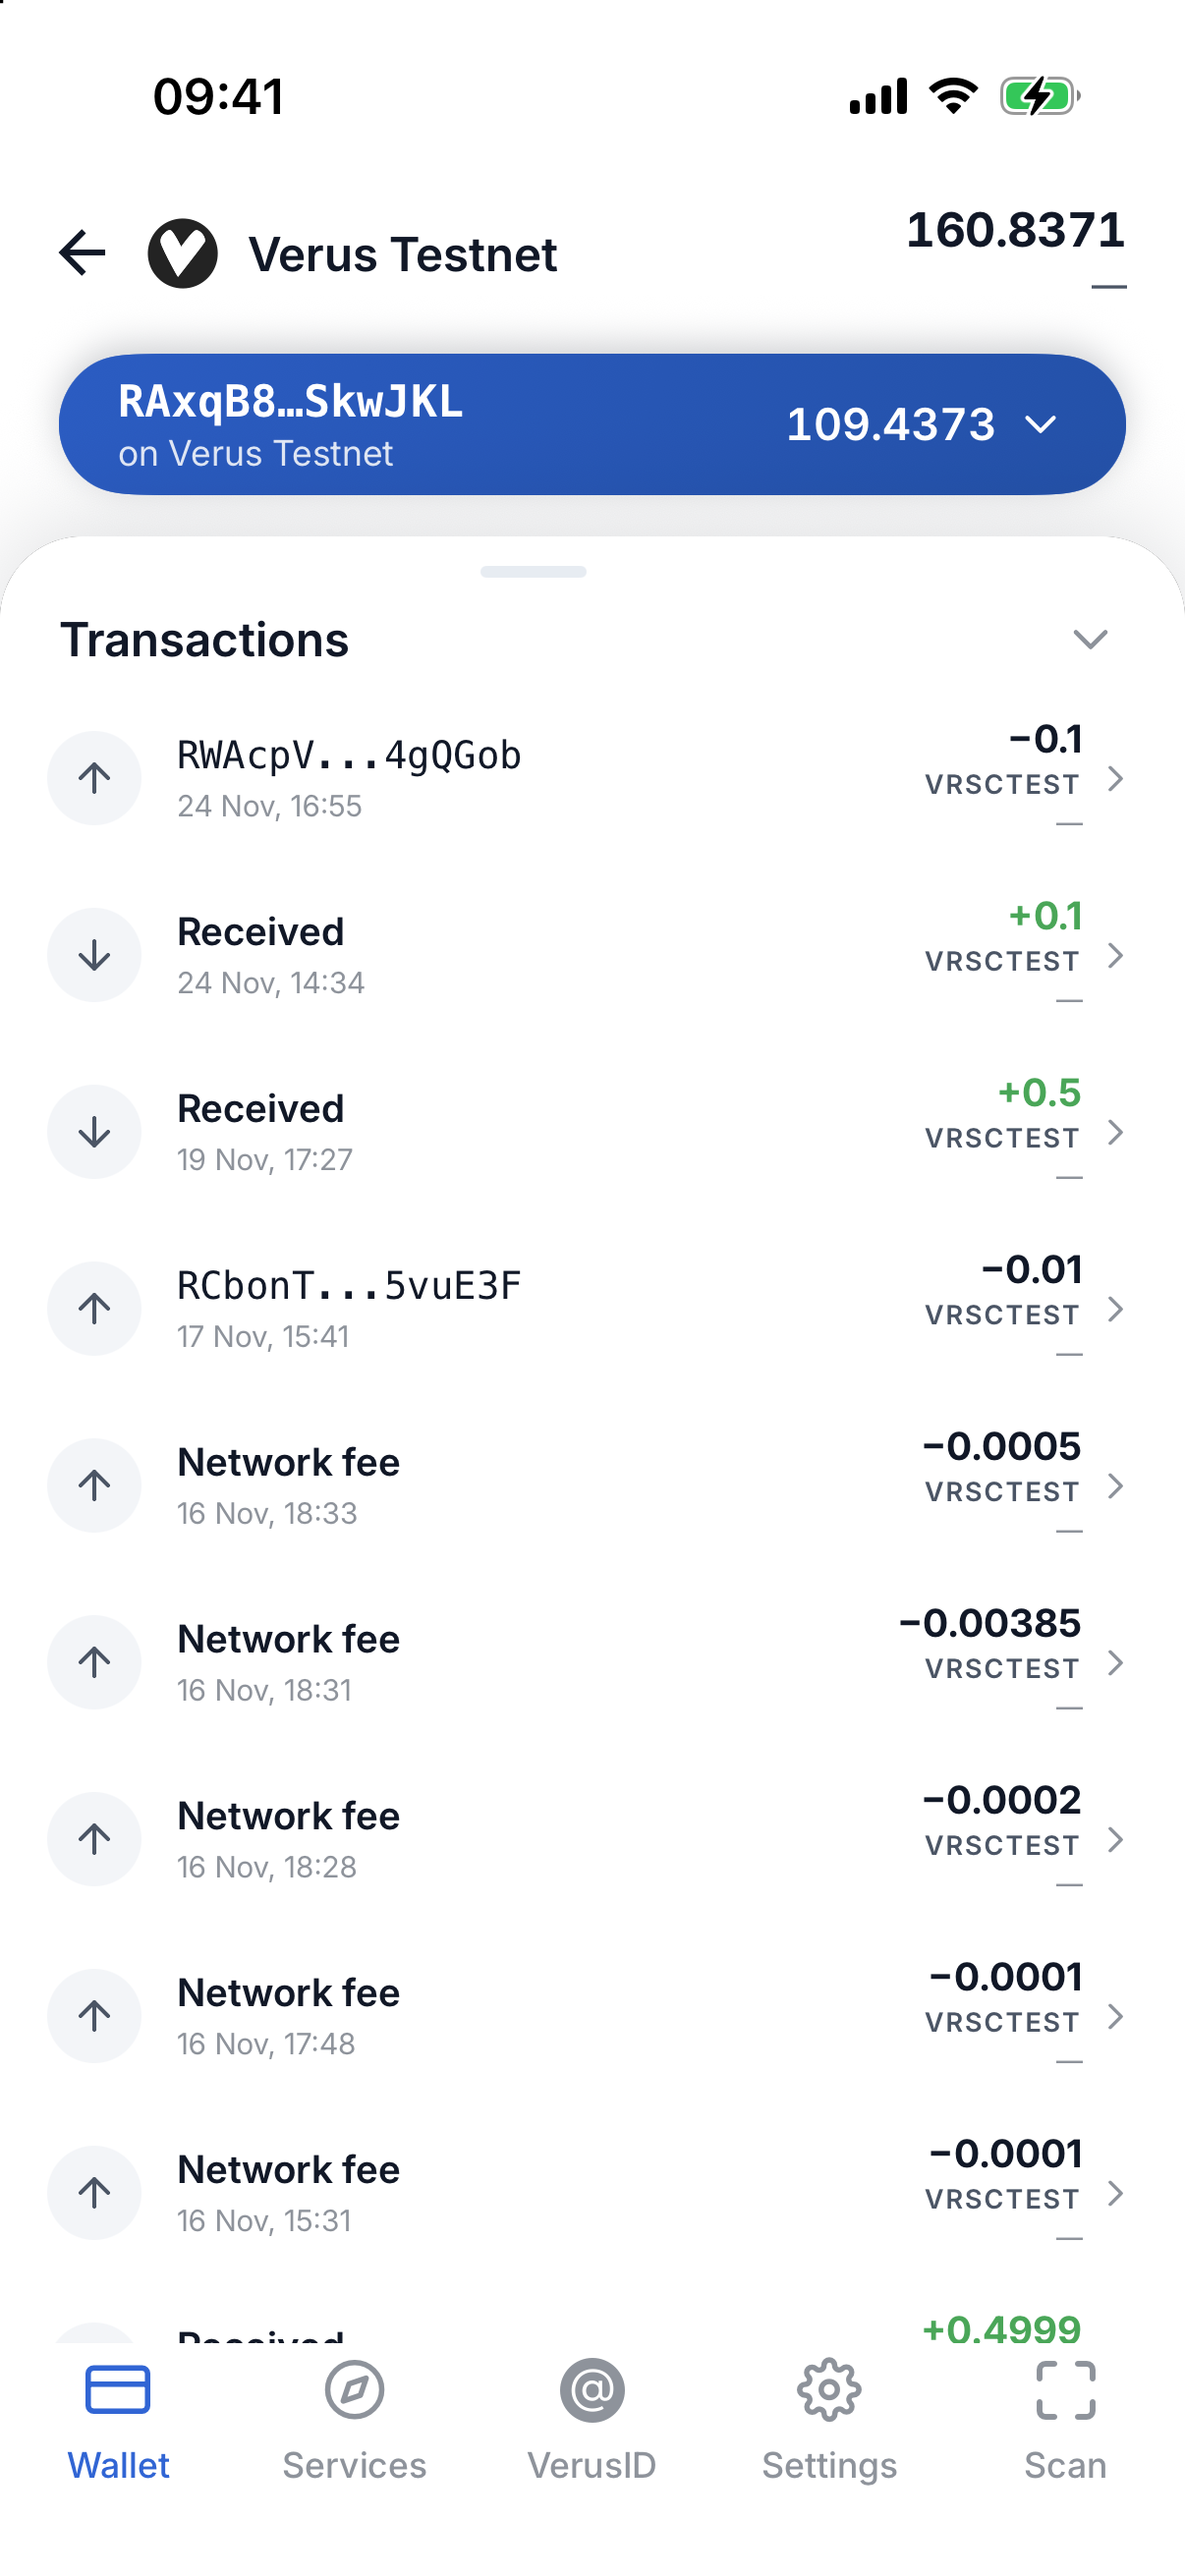 09:41
Verus Testnet
160.8371
—
RAxqB8…SkwJKL
on Verus Testnet
109.4373
Transactions
RWAcpV...4gQGob
24 Nov, 16:55
−0.1
VRSCTEST
—
Received
24 Nov, 14:34
+0.1
VRSCTEST
—
Received
19 Nov, 17:27
+0.5
VRSCTEST
—
RCbonT...5vuE3F
17 Nov, 15:41
−0.01
VRSCTEST
—
Network fee
16 Nov, 18:33
−0.0005
VRSCTEST
—
Network fee
16 Nov, 18:31
−0.00385
VRSCTEST
—
Network fee
16 Nov, 18:28
−0.0002
VRSCTEST
—
Network fee
16 Nov, 17:48
−0.0001
VRSCTEST
—
Network fee
16 Nov, 15:31
−0.0001
VRSCTEST
—
Received
+0.4999
Wallet
Services
@
VerusID
Settings
Scan